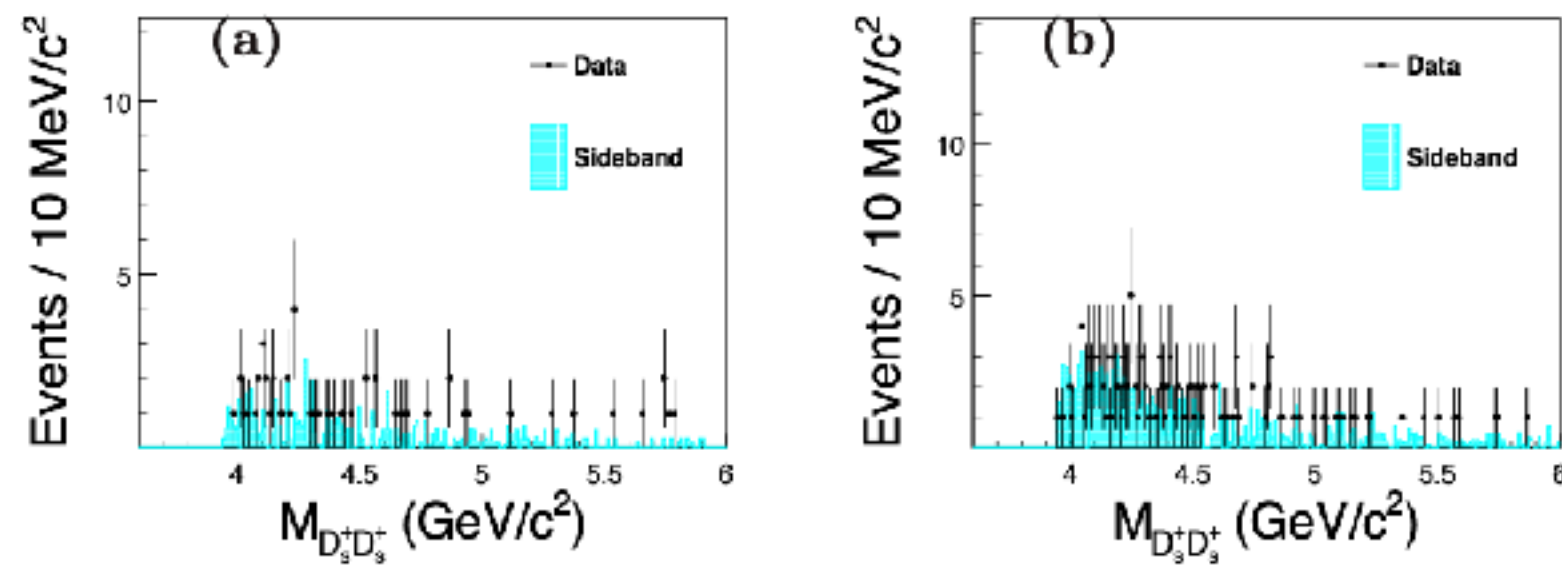 (a)
Data
Sideband
10
5
4 4.5 5 5.5 6
Events / 10 MeV/c²
M_{D_s^+D_s^+} (GeV/c²)
(b)
Data
Sideband
10
5
4 4.5 5 5.5 6
Events / 10 MeV/c²
M_{D_s^+D_s^+} (GeV/c²)